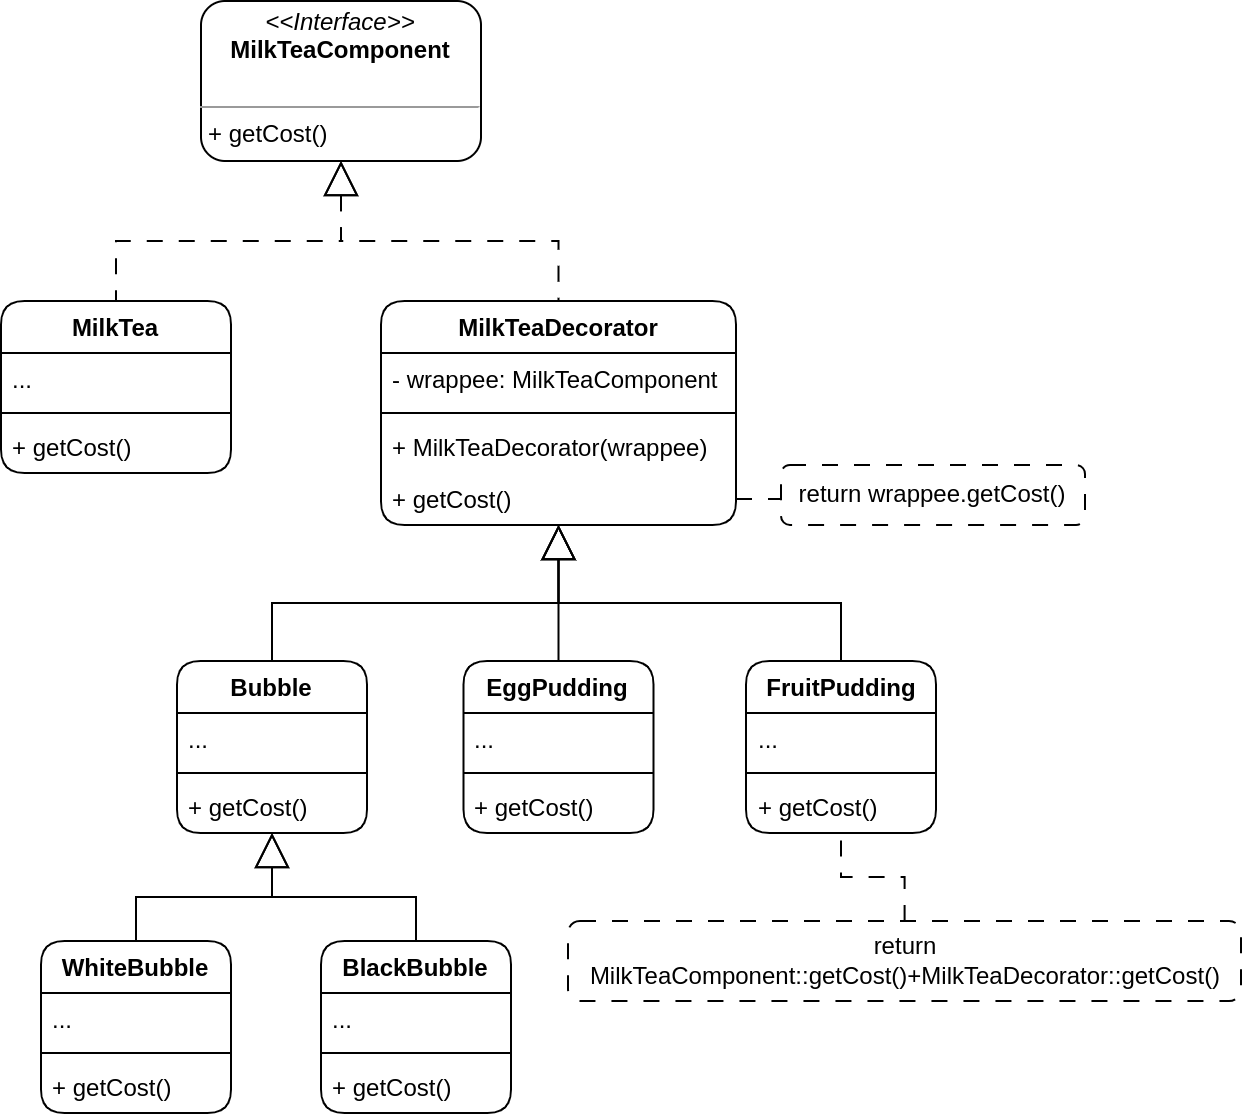 <<Interface>>
MilkTeaComponent
+ getCost()
MilkTea
...
+ getCost()
MilkTeaDecorator
- wrappee: MilkTeaComponent
+ MilkTeaDecorator(wrappee)
+ getCost()
return wrappee.getCost()
Bubble
...
+ getCost()
EggPudding
...
+ getCost()
FruitPudding
...
+ getCost()
WhiteBubble
...
+ getCost()
BlackBubble
...
+ getCost()
return
MilkTeaComponent::getCost()+MilkTeaDecorator::getCost()